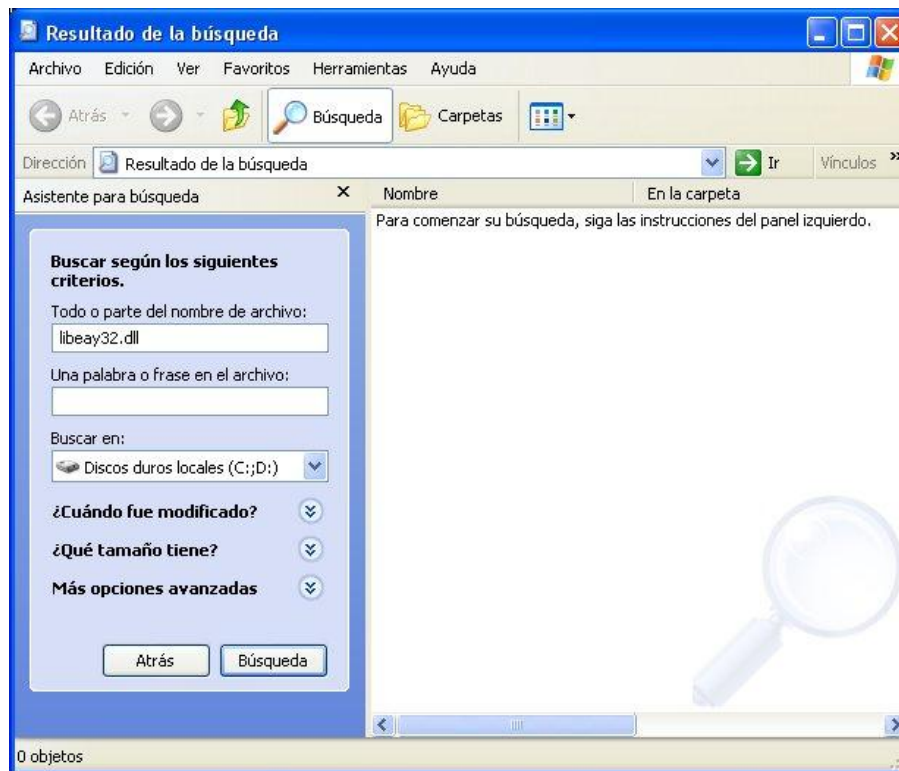 Resultado de la búsqueda
Archivo Edición Ver Favoritos Herramientas Ayuda
Atrás Búsqueda Carpetas
Dirección Resultado de la búsqueda Ir Vínculos »
Asistente para búsqueda
Nombre En la carpeta
Para comenzar su búsqueda, siga las instrucciones del panel izquierdo.
Buscar según los siguientes
criterios.
Todo o parte del nombre de archivo:
libeay32.dll
Una palabra o frase en el archivo:
Buscar en:
Discos duros locales (C:;D:)
¿Cuándo fue modificado?
¿Qué tamaño tiene?
Más opciones avanzadas
Atrás Búsqueda
0 objetos